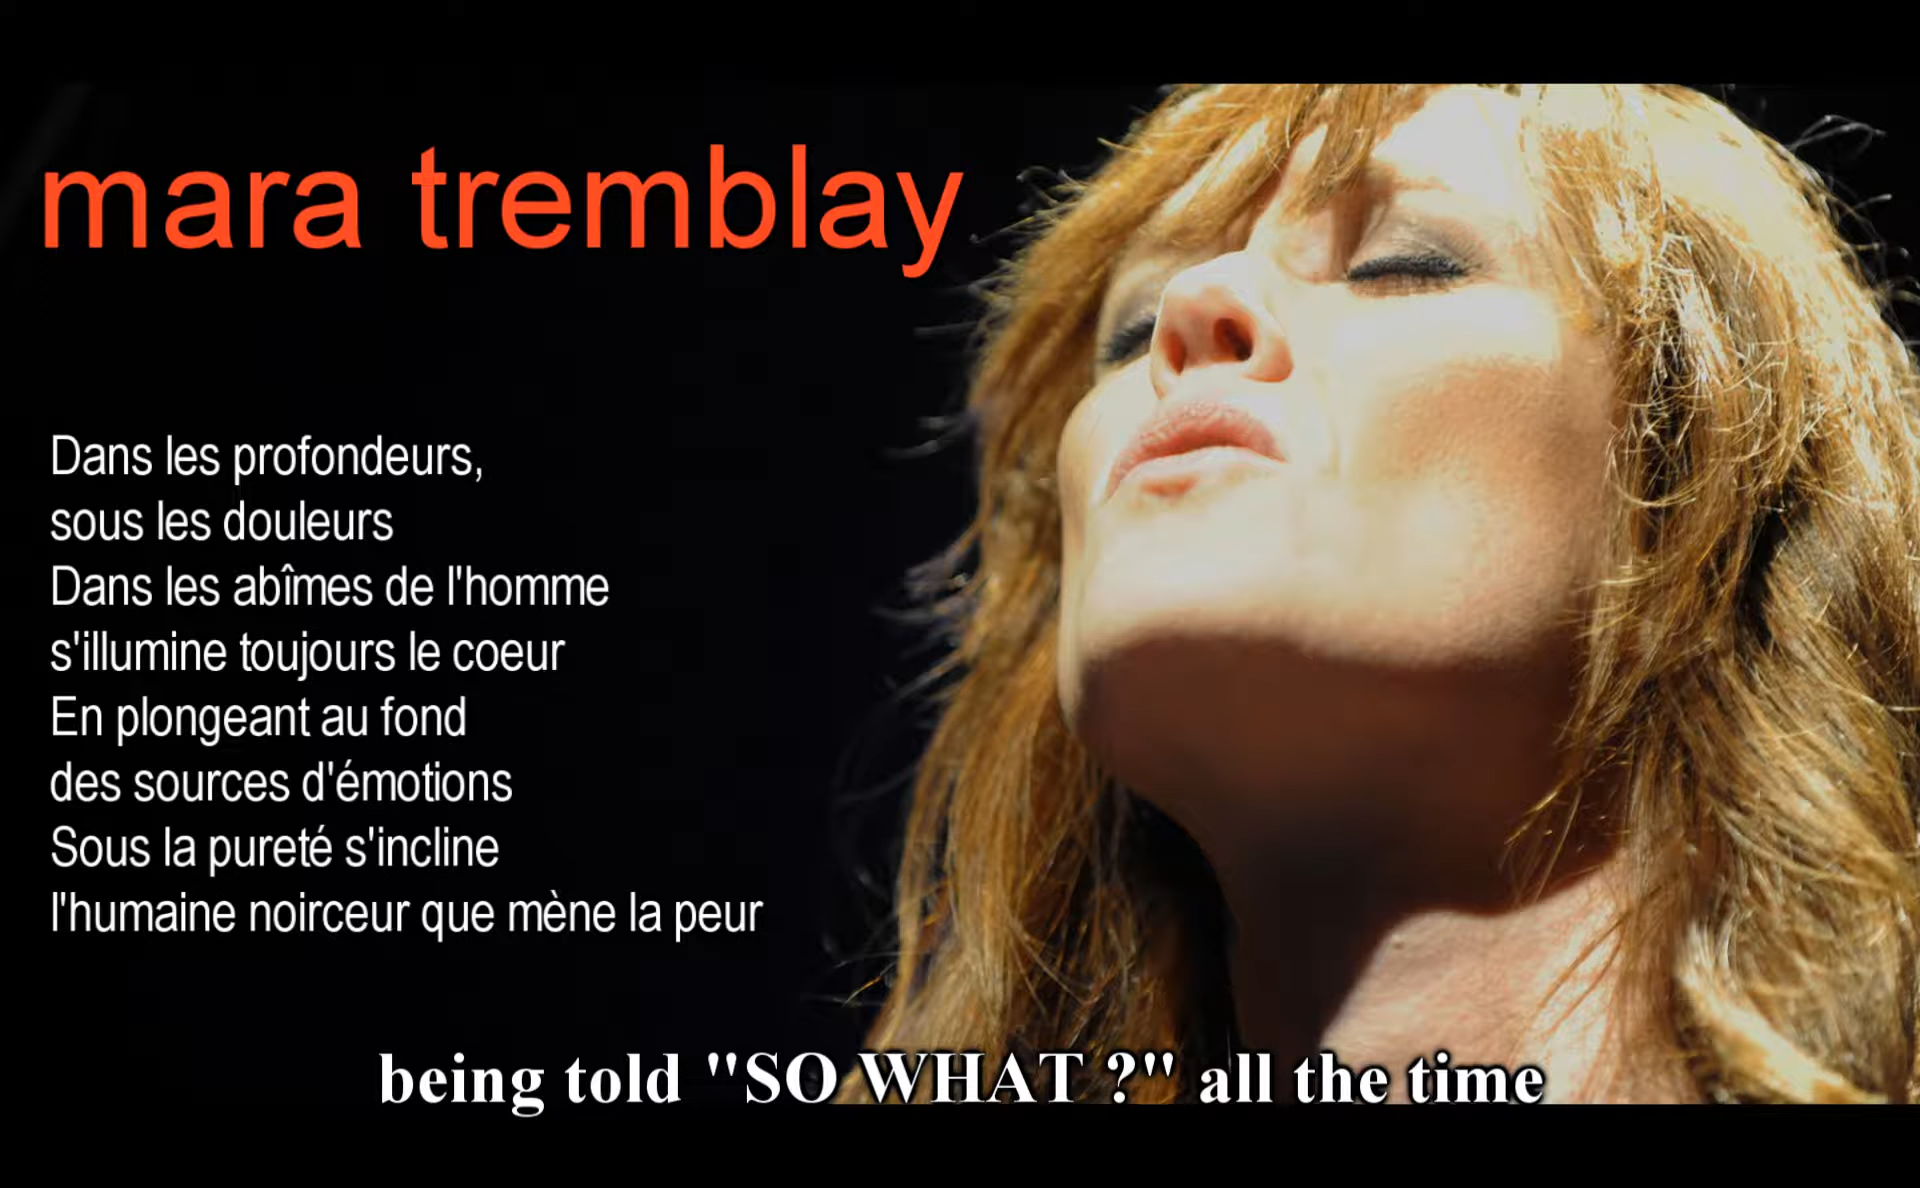 mara tremblay
Dans les profondeurs,
sous les douleurs
Dans les abîmes de l'homme
s'illumine toujours le coeur
En plongeant au fond
des sources d'émotions
Sous la pureté s'incline
l'humaine noirceur que mène la peur
being told "SO WHAT ?" all the time